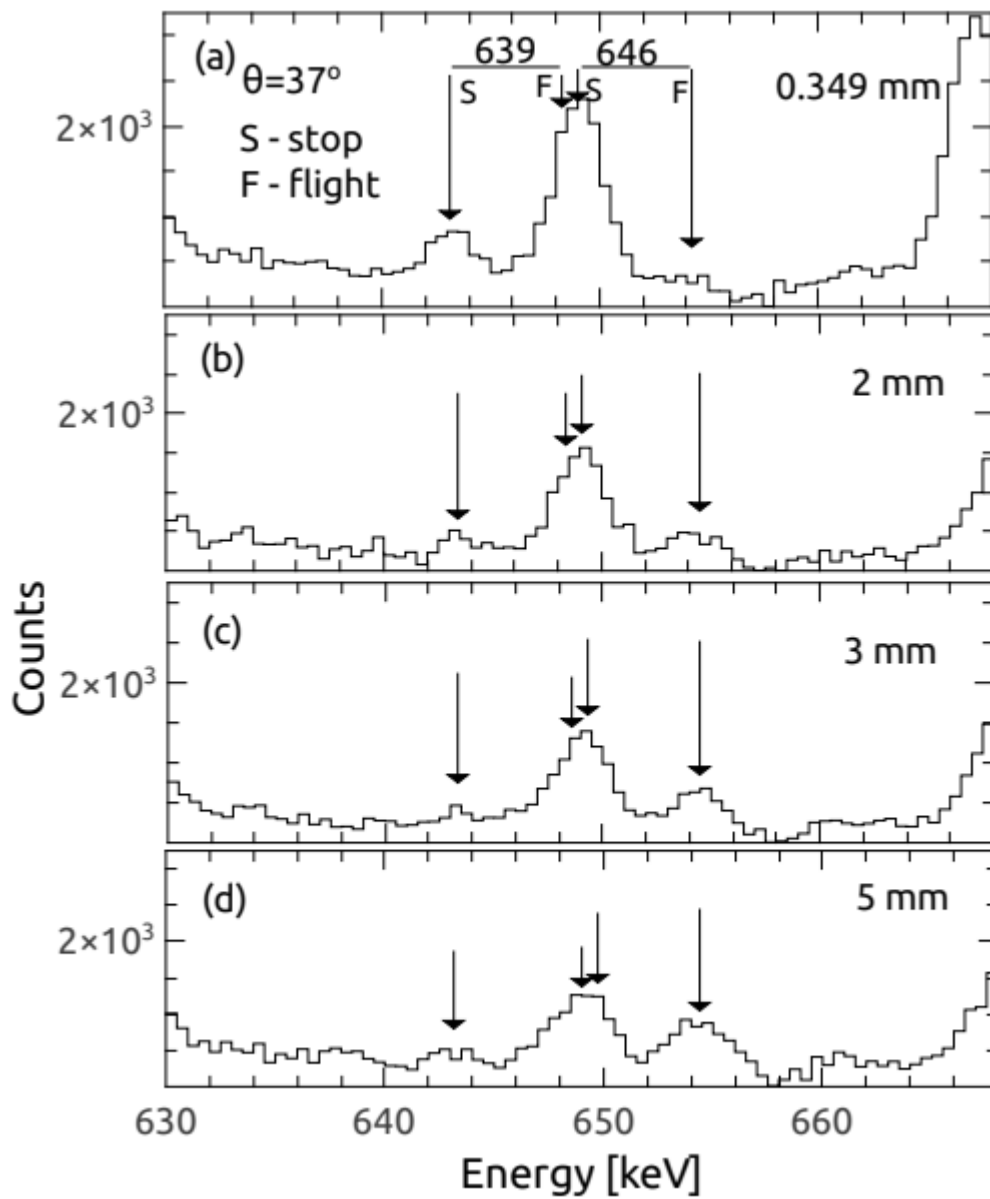 (a) 639 646
θ=37° S F S F 0.349 mm
2×10³ S - stop
F - flight
(b) 2 mm
2×10³
(c) 3 mm
2×10³
(d) 5 mm
2×10³
Counts
630 640 650 660
Energy [keV]